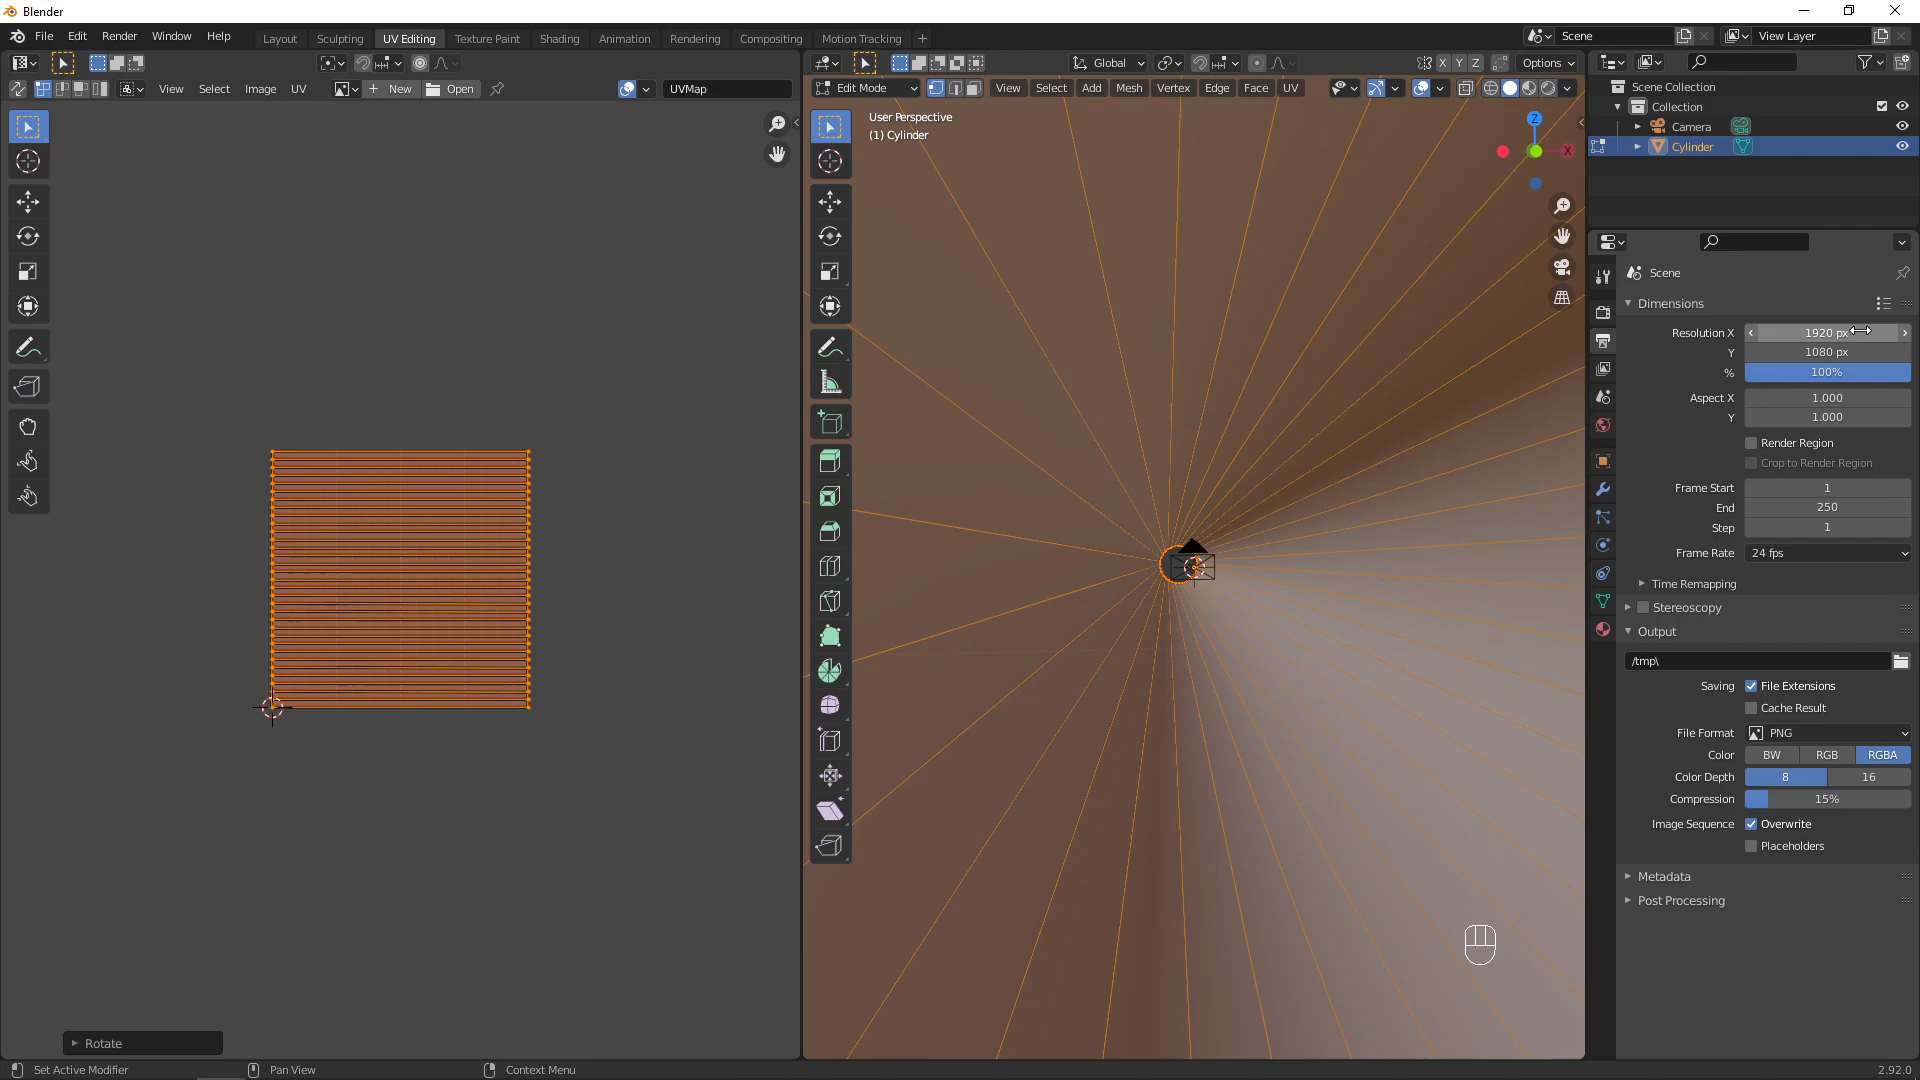 Blender
File Edit Render Window Help
Layout Sculpting UV Editing Texture Paint Shading Animation Rendering Compositing Motion Tracking +
Scene
View Layer
Global
Options
View Select Image UV
New
Open
UVMap
Edit Mode
View Select Add Mesh Vertex Edge Face UV
X Y Z
User Perspective
(1) Cylinder
Z
X
Scene Collection
Collection
Camera
Cylinder
Scene
Dimensions
Resolution X 1920 px
Y 1080 px
% 100%
Aspect X 1.000
Y 1.000
Render Region
Crop to Render Region
Frame Start 1
End 250
Step 1
Frame Rate 24 fps
Time Remapping
Stereoscopy
Output
/tmp\
Saving File Extensions
Cache Result
File Format PNG
Color BW RGB RGBA
Color Depth 8 16
Compression 15%
Image Sequence Overwrite
Placeholders
Metadata
Post Processing
Rotate
Set Active Modifier Pan View Context Menu 2.92.0